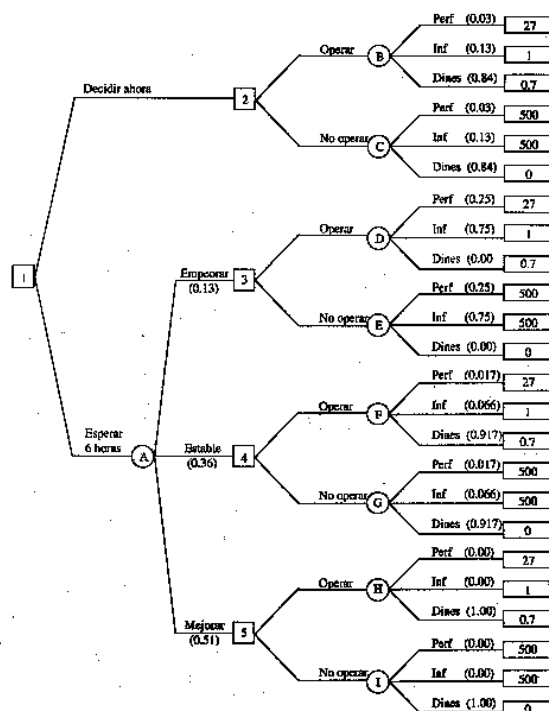 Perf (0.03) 27
Operar B Inf (0.13) 1
Dines (0.84) 0.7
Decidir ahora 2
Perf (0.03) 500
No operar C Inf (0.13) 500
Dines (0.84) 0
Perf (0.25) 27
Operar D Inf (0.75) 1
Dines (0.00 0.7
1 Empeorar (0.13) 3
Perf (0.25) 500
No operar E Inf (0.75) 500
Dines (0.00) 0
Perf (0.017) 27
Operar F Inf (0.066) 1
Dines (0.917) 0.7
Esperar
6 horas A Estable (0.36) 4
Perf (0.017) 500
No operar G Inf (0.066) 500
Dines (0.917) 0
Perf (0.00) 27
Operar H Inf (0.00) 1
Dines (1.00) 0.7
Mejorar (0.51) 5
Perf (0.00) 500
No operar I Inf (0.00) 500
Dines (1.00) 0